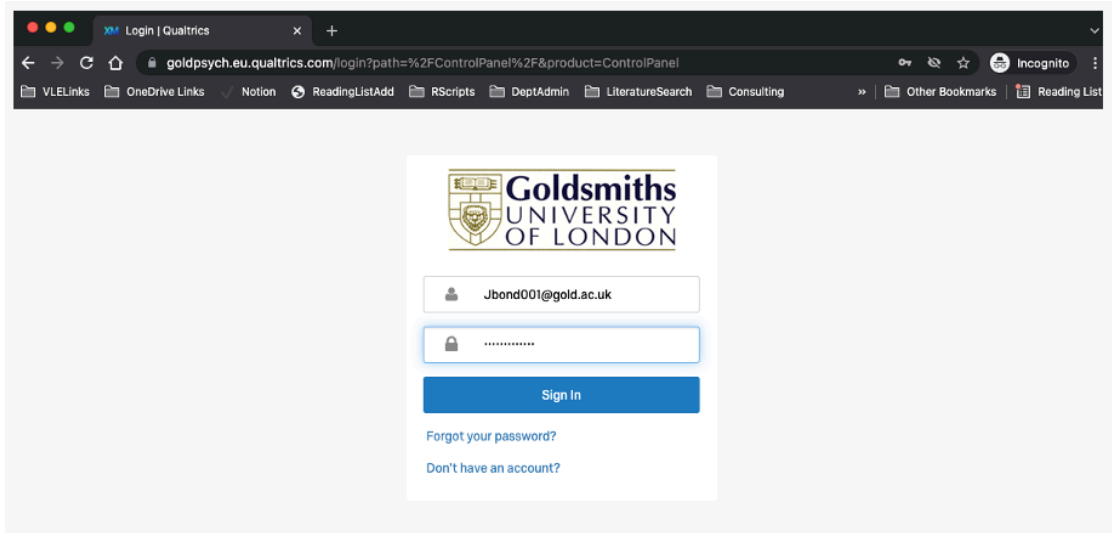 Login | Qualtrics
goldpsych.eu.qualtrics.com/login?path=%2FControlPanel%2F&product=ControlPanel Incognito
VLELinks OneDrive Links Notion ReadingListAdd RScripts DeptAdmin LiteratureSearch Consulting » Other Bookmarks Reading List
Goldsmiths
UNIVERSITY
OF LONDON
Jbond001@gold.ac.uk
•••••••••••••
Sign In
Forgot your password?
Don't have an account?